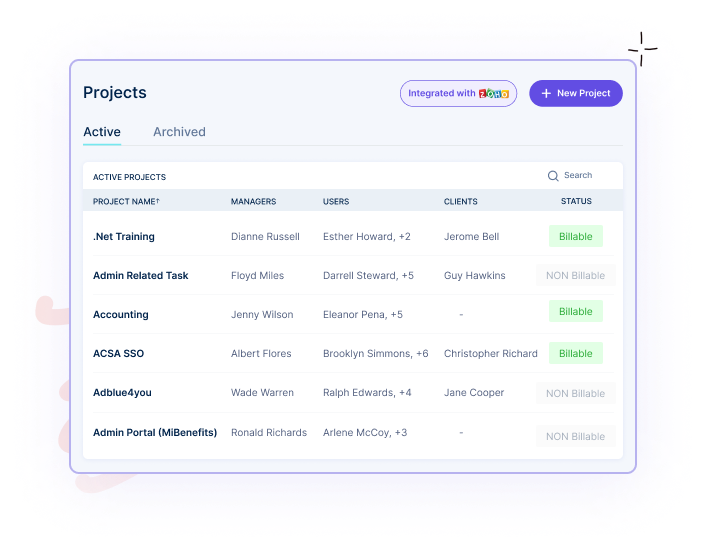 Projects
Integrated with ZOHO
+ New Project
Active Archived
ACTIVE PROJECTS Search
PROJECT NAME↑ MANAGERS USERS CLIENTS STATUS
.Net Training Dianne Russell Esther Howard, +2 Jerome Bell Billable
Admin Related Task Floyd Miles Darrell Steward, +5 Guy Hawkins NON Billable
Accounting Jenny Wilson Eleanor Pena, +5 - Billable
ACSA SSO Albert Flores Brooklyn Simmons, +6 Christopher Richard Billable
Adblue4you Wade Warren Ralph Edwards, +4 Jane Cooper NON Billable
Admin Portal (MiBenefits) Ronald Richards Arlene McCoy, +3 - NON Billable